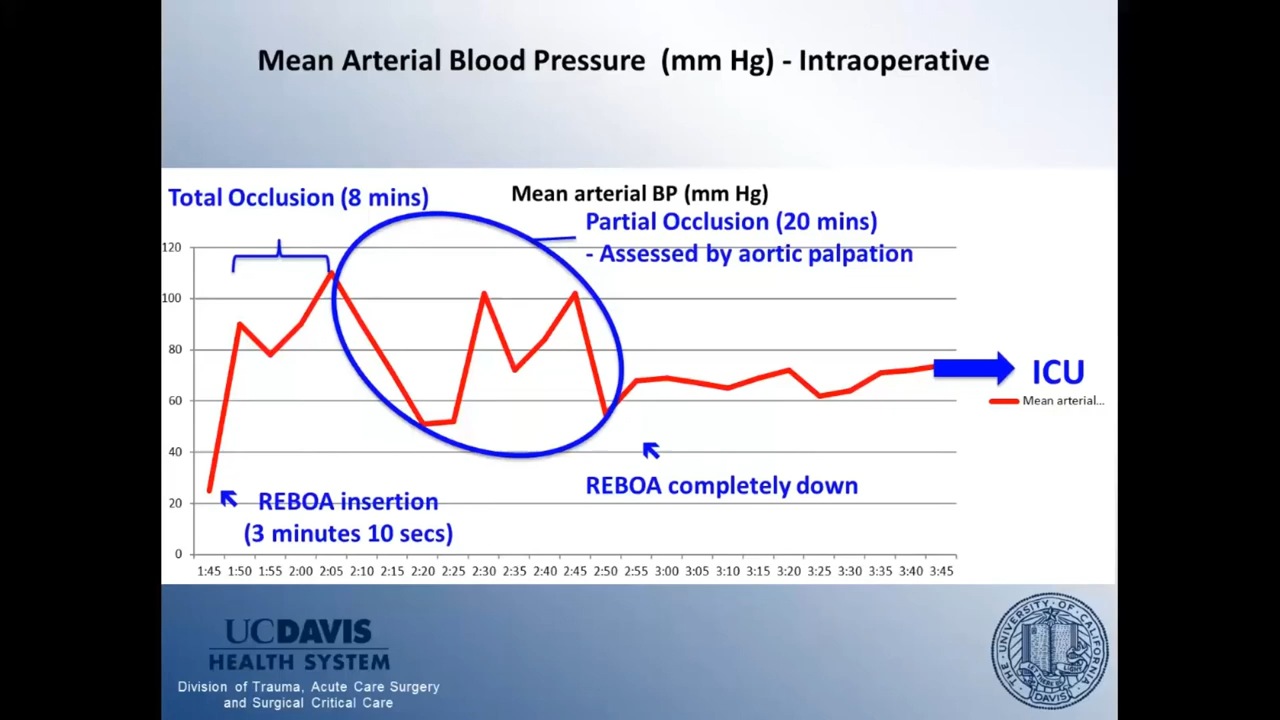 Mean Arterial Blood Pressure (mm Hg) - Intraoperative
Total Occlusion (8 mins)
Mean arterial BP (mm Hg)
Partial Occlusion (20 mins)
- Assessed by aortic palpation
120
100
80
60
40
20
0
ICU
Mean arterial...
REBOA completely down
REBOA insertion
(3 minutes 10 secs)
1:45 1:50 1:55 2:00 2:05 2:10 2:15 2:20 2:25 2:30 2:35 2:40 2:45 2:50 2:55 3:00 3:05 3:10 3:15 3:20 3:25 3:30 3:35 3:40 3:45
UCDAVIS
HEALTH SYSTEM
Division of Trauma, Acute Care Surgery
and Surgical Critical Care
THE UNIVERSITY OF CALIFORNIA
DAVIS